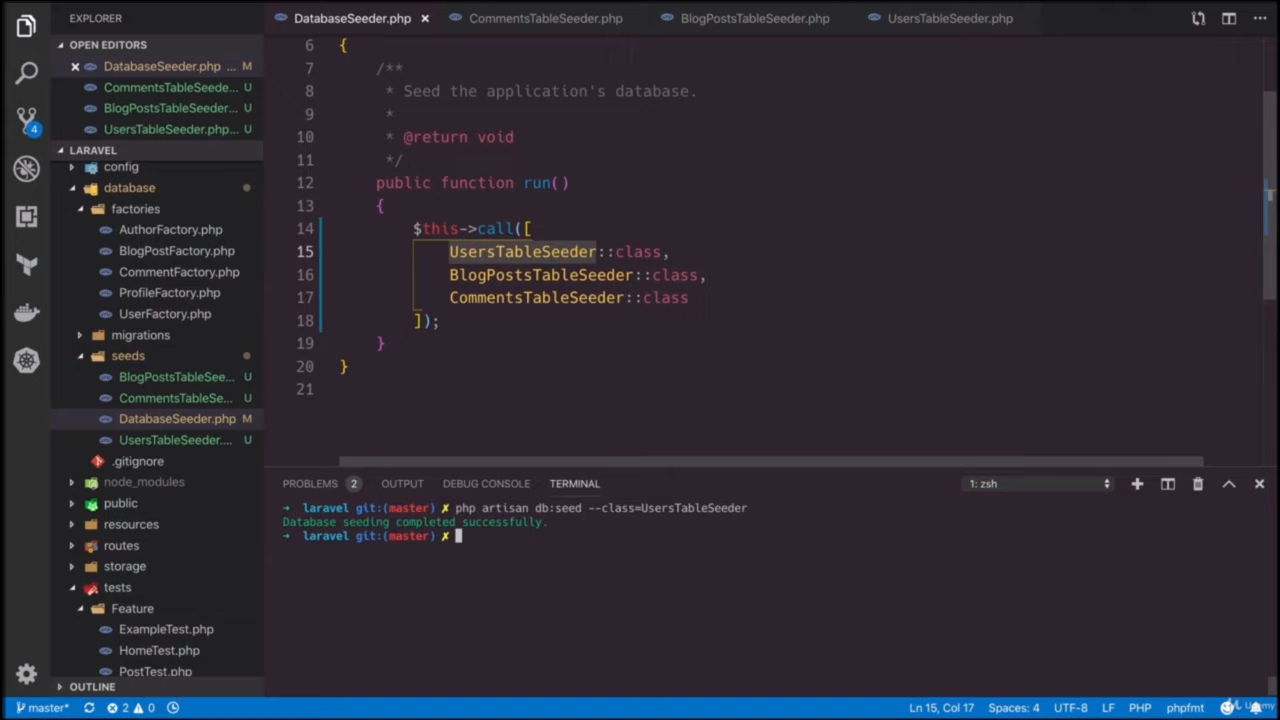 EXPLORER
DatabaseSeeder.php
CommentsTableSeeder.php
BlogPostsTableSeeder.php
UsersTableSeeder.php
OPEN EDITORS
DatabaseSeeder.php ... M
CommentsTableSeede... U
BlogPostsTableSeeder... U
UsersTableSeeder.php... U
LARAVEL
config
database
factories
AuthorFactory.php
BlogPostFactory.php
CommentFactory.php
ProfileFactory.php
UserFactory.php
migrations
seeds
BlogPostsTableSee... U
CommentsTableSe... U
DatabaseSeeder.php M
UsersTableSeeder.... U
.gitignore
node_modules
public
resources
routes
storage
tests
Feature
ExampleTest.php
HomeTest.php
PostTest.php
OUTLINE
4
6 {
7 /**
8 * Seed the application's database.
9 *
10 * @return void
11 */
12 public function run()
13 {
14 $this->call([
15 UsersTableSeeder::class,
16 BlogPostsTableSeeder::class,
17 CommentsTableSeeder::class
18 ]);
19 }
20 }
21
PROBLEMS 2 OUTPUT DEBUG CONSOLE TERMINAL 1: zsh
➜ laravel git:(master) ✗ php artisan db:seed --class=UsersTableSeeder
Database seeding completed successfully.
➜ laravel git:(master) ✗
master* 2 0 Ln 15, Col 17 Spaces: 4 UTF-8 LF PHP phpfmt
Udemy